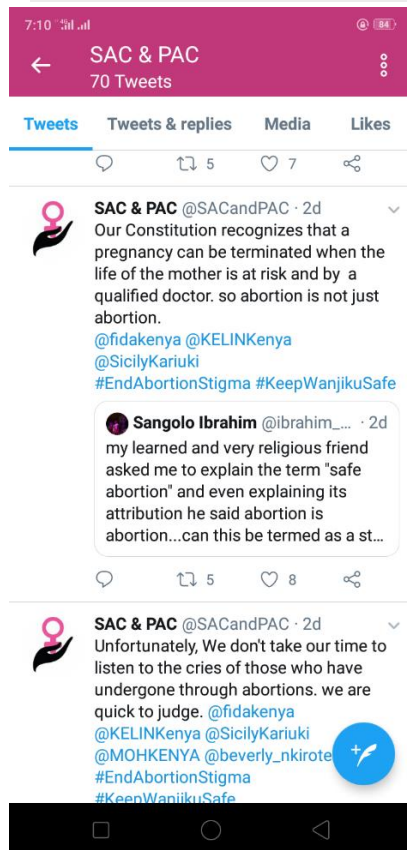 7:10
84
SAC & PAC
70 Tweets
Tweets Tweets & replies Media Likes
5 7
SAC & PAC @SACandPAC · 2d
Our Constitution recognizes that a
pregnancy can be terminated when the
life of the mother is at risk and by a
qualified doctor. so abortion is not just
abortion.
@fidakenya @KELINKenya
@SicilyKariuki
#EndAbortionStigma #KeepWanjikuSafe
Sangolo Ibrahim @ibrahim_... · 2d
my learned and very religious friend
asked me to explain the term "safe
abortion" and even explaining its
attribution he said abortion is
abortion...can this be termed as a st...
5 8
SAC & PAC @SACandPAC · 2d
Unfortunately, We don't take our time to
listen to the cries of those who have
undergone through abortions. we are
quick to judge. @fidakenya
@KELINKenya @SicilyKariuki
@MOHKENYA @beverly_nkirote
#EndAbortionStigma
#KeepWanjikuSafe